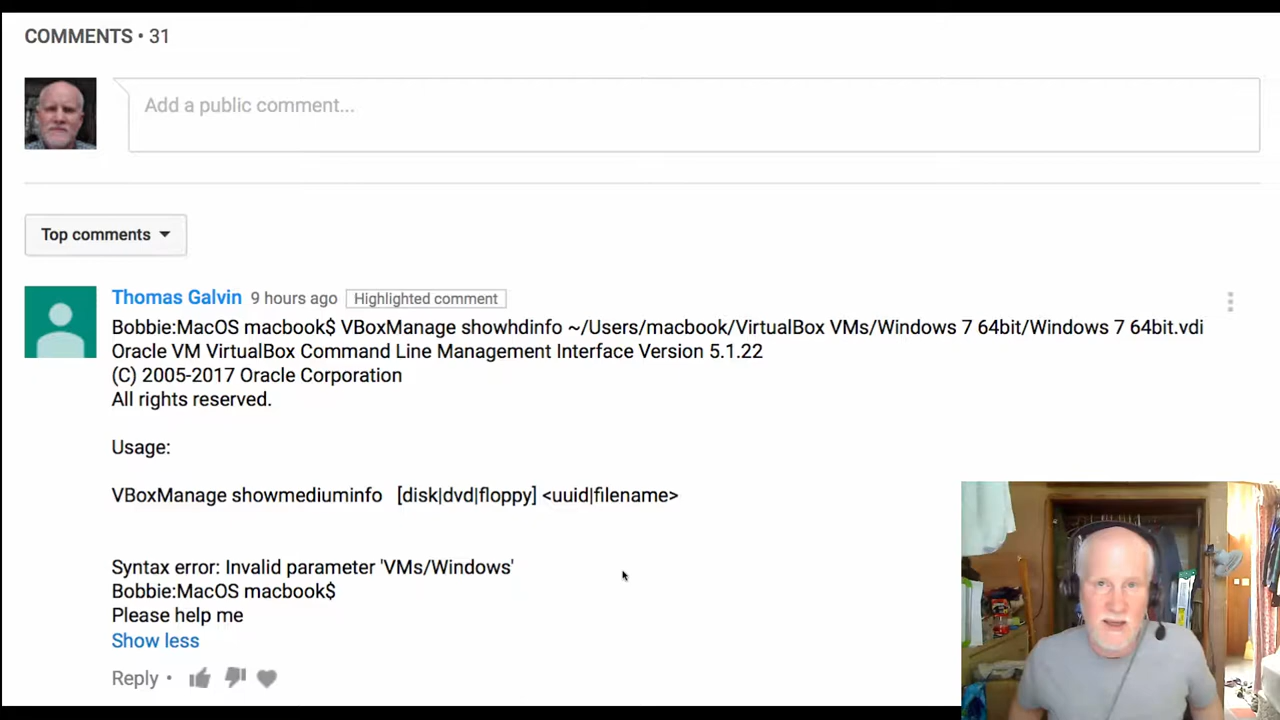 COMMENTS • 31
Add a public comment...
Top comments
Thomas Galvin 9 hours ago Highlighted comment
Bobbie:MacOS macbook$ VBoxManage showhdinfo ~/Users/macbook/VirtualBox VMs/Windows 7 64bit/Windows 7 64bit.vdi
Oracle VM VirtualBox Command Line Management Interface Version 5.1.22
(C) 2005-2017 Oracle Corporation
All rights reserved.
Usage:
VBoxManage showmediuminfo [disk|dvd|floppy] <uuid|filename>
Syntax error: Invalid parameter 'VMs/Windows'
Bobbie:MacOS macbook$
Please help me
Show less
Reply •